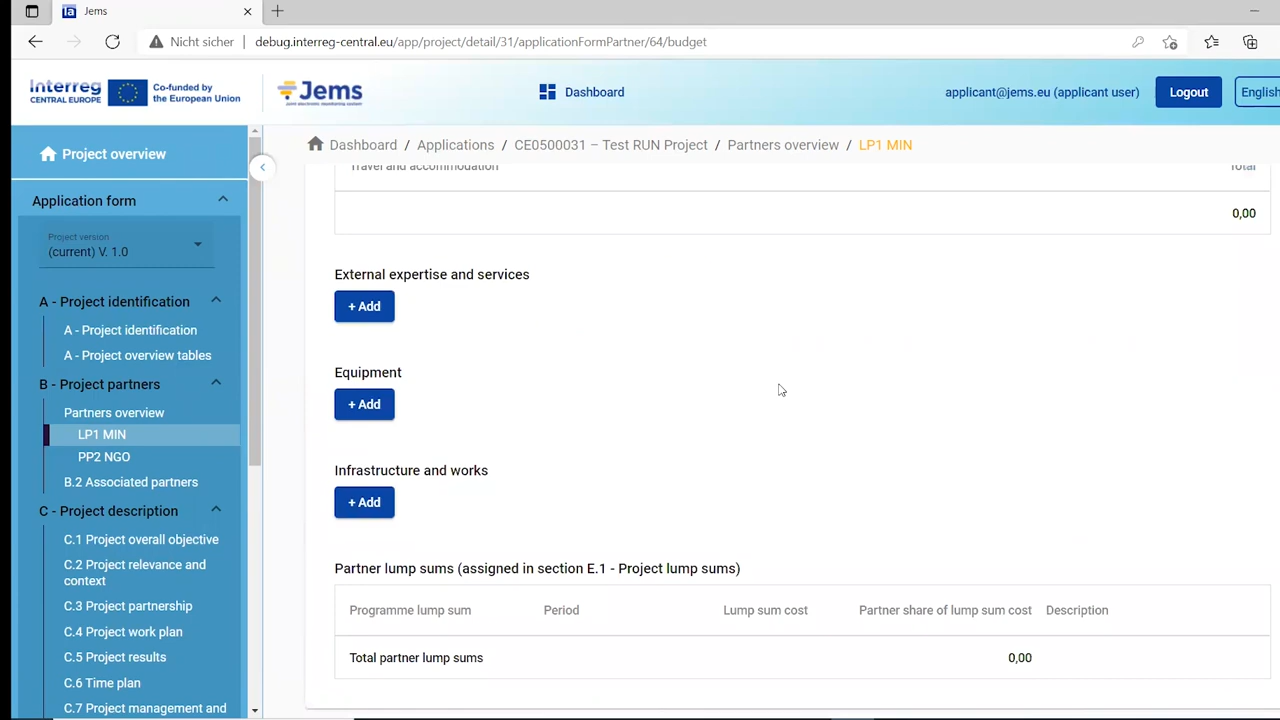 Jems
Nicht sicher
debug.interreg-central.eu/app/project/detail/31/applicationFormPartner/64/budget
Interreg
CENTRAL EUROPE
Co-funded by
the European Union
Jems
Joint electronic monitoring system
Dashboard
applicant@jems.eu (applicant user)
Logout
English
Project overview
Dashboard / Applications / CE0500031 – Test RUN Project / Partners overview / LP1 MIN
Application form
Project version
(current) V. 1.0
A - Project identification
A - Project identification
A - Project overview tables
B - Project partners
Partners overview
LP1 MIN
PP2 NGO
B.2 Associated partners
C - Project description
C.1 Project overall objective
C.2 Project relevance and
context
C.3 Project partnership
C.4 Project work plan
C.5 Project results
C.6 Time plan
C.7 Project management and
Travel and accommodation Total
0,00
External expertise and services
+ Add
Equipment
+ Add
Infrastructure and works
+ Add
Partner lump sums (assigned in section E.1 - Project lump sums)
Programme lump sum Period Lump sum cost Partner share of lump sum cost Description
Total partner lump sums 0,00